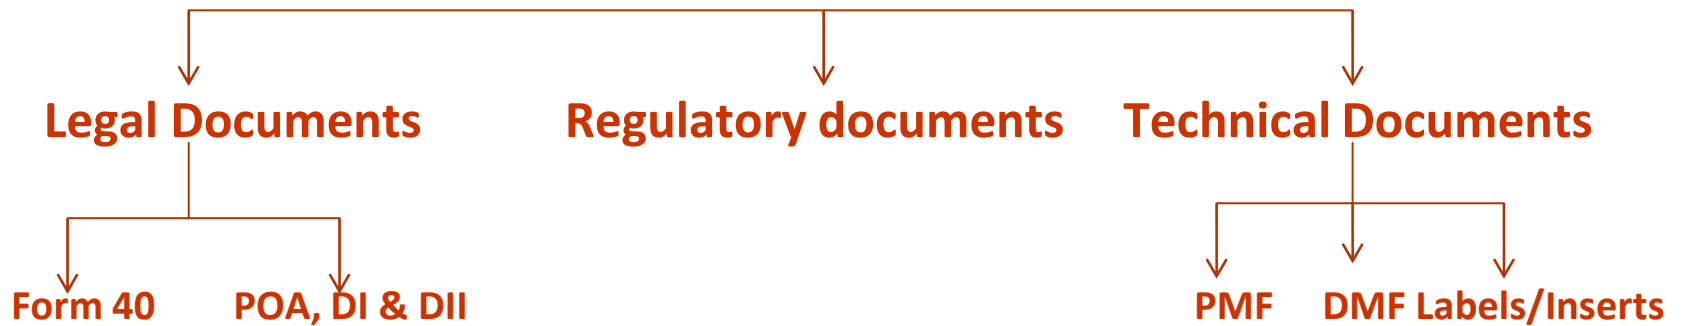 Legal Documents Regulatory documents Technical Documents
Form 40 POA, DI & DII PMF DMF Labels/Inserts